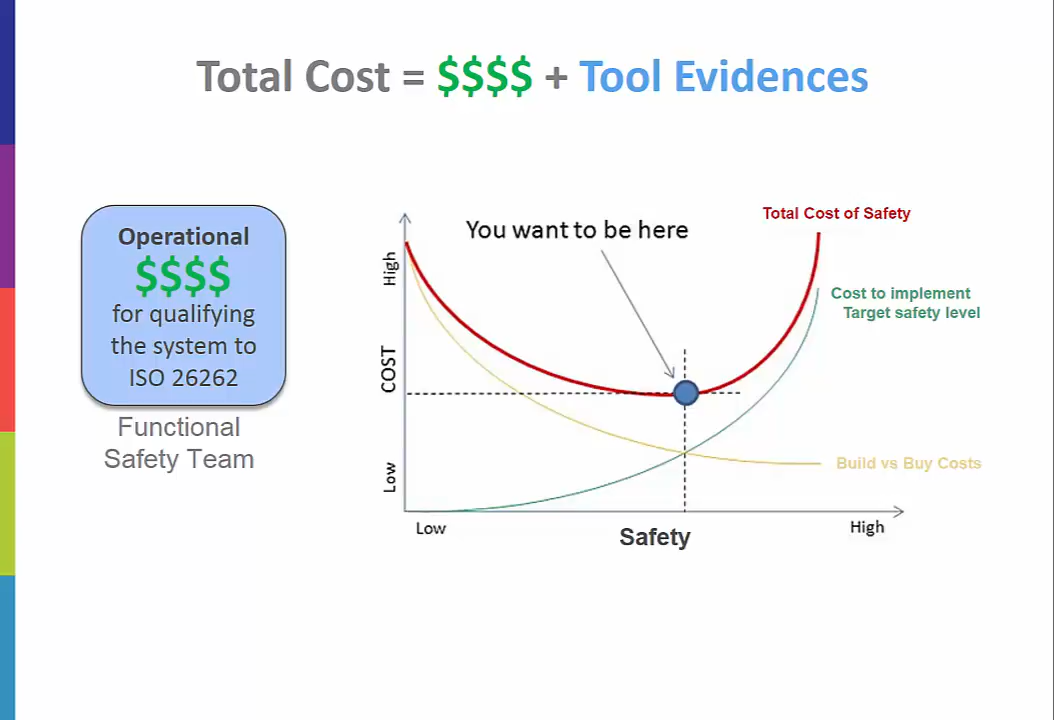 Total Cost = $$$$ + Tool Evidences
Operational
$$$$
for qualifying
the system to
ISO 26262
Functional
Safety Team
You want to be here
Total Cost of Safety
Cost to implement
Target safety level
Build vs Buy Costs
High
COST
Low
Low
Safety
High